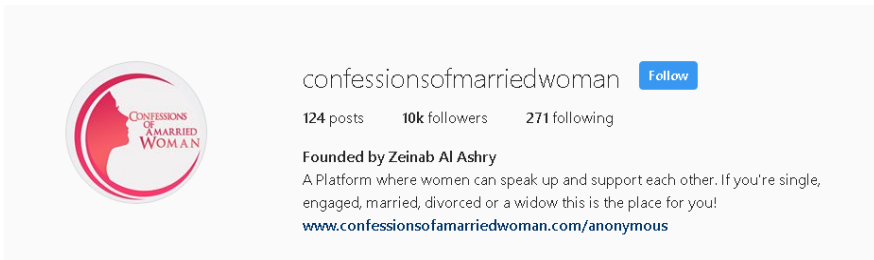 CONFESSIONS
OF
A MARRIED
WOMAN
confessionsofmarriedwoman Follow
124 posts 10k followers 271 following
Founded by Zeinab Al Ashry
A Platform where women can speak up and support each other. If you're single,
engaged, married, divorced or a widow this is the place for you!
www.confessionsofamarriedwoman.com/anonymous